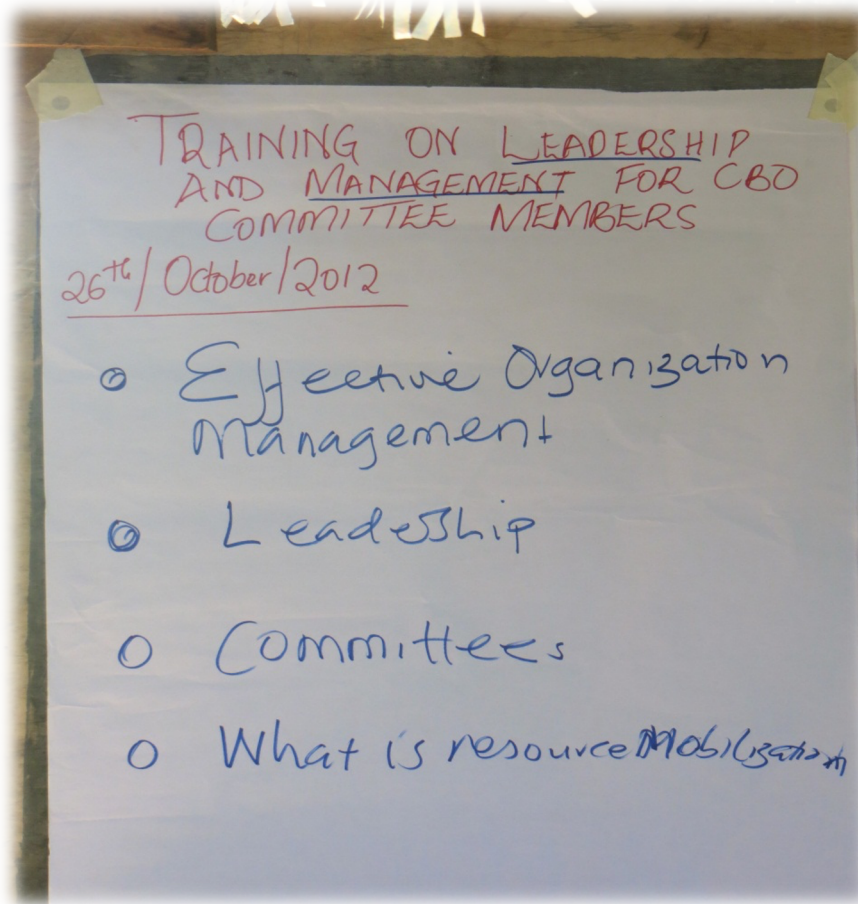 TRAINING ON LEADERSHIP
AND MANAGEMENT FOR CBO
COMMITTEE MEMBERS
26th/October/2012
Effective Organization
Management
Leadership
Committees
What is resource Mobilization